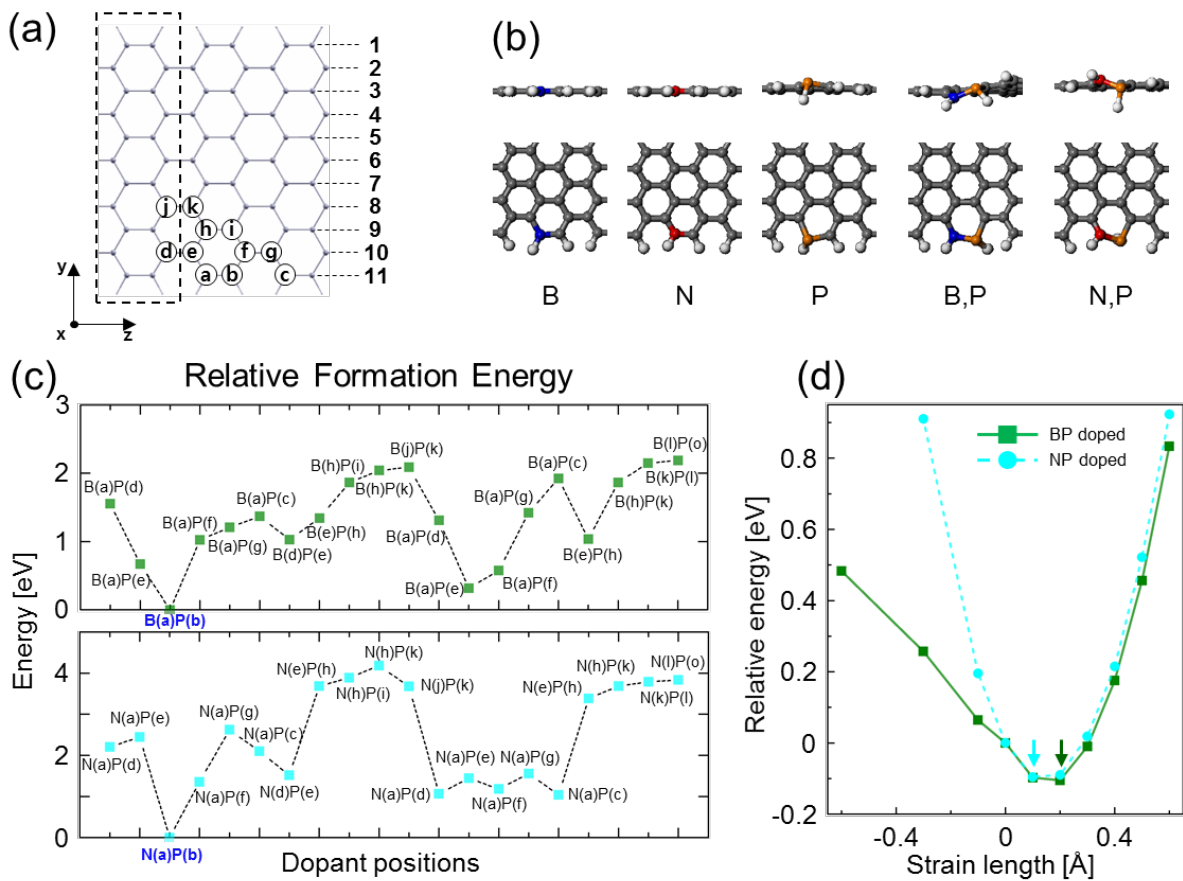 (a)
1
2
3
4
5
6
7
8
9
10
11
j k
h i
d e f g
a b c
y
x z
(b)
B N P B,P N,P
(c) Relative Formation Energy
Energy [eV]
3
2
1
0
B(a)P(d)
B(a)P(e)
B(a)P(b)
B(a)P(f)
B(a)P(g)
B(a)P(c)
B(d)P(e)
B(e)P(h)
B(h)P(i)
B(h)P(k)
B(j)P(k)
B(a)P(d)
B(a)P(e)
B(a)P(f)
B(a)P(g)
B(a)P(c)
B(e)P(h)
B(h)P(k)
B(k)P(l)
B(l)P(o)
4
2
0
N(a)P(d)
N(a)P(e)
N(a)P(b)
N(a)P(f)
N(a)P(g)
N(a)P(c)
N(d)P(e)
N(e)P(h)
N(h)P(i)
N(h)P(k)
N(j)P(k)
N(a)P(d)
N(a)P(e)
N(a)P(f)
N(a)P(g)
N(a)P(c)
N(e)P(h)
N(h)P(k)
N(k)P(l)
N(l)P(o)
Dopant positions
(d)
BP doped
NP doped
Relative energy [eV]
0.8
0.6
0.4
0.2
0
-0.2
-0.4 0 0.4
Strain length [Å]